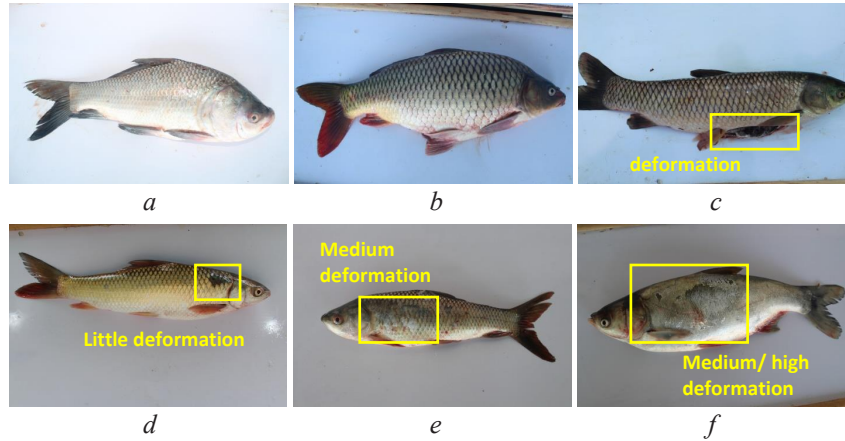 a
b
deformation
c
Little deformation
d
Medium
deformation
e
Medium/ high
deformation
f